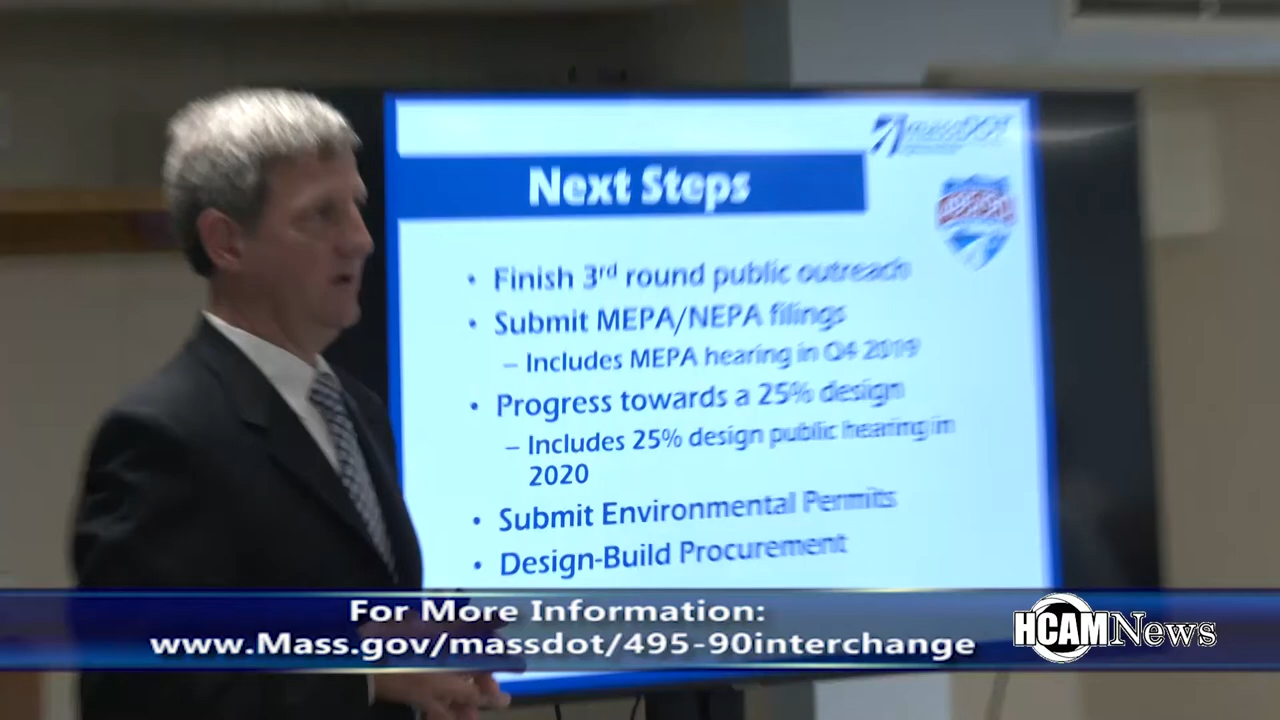 massDOT
Next Steps
• Finish 3rd round public outreach
• Submit MEPA/NEPA filings
– Includes MEPA hearing in Q4 2019
• Progress towards a 25% design
– Includes 25% design public hearing in
2020
• Submit Environmental Permits
• Design-Build Procurement
For More Information:
www.Mass.gov/massdot/495-90interchange
HCAMNews